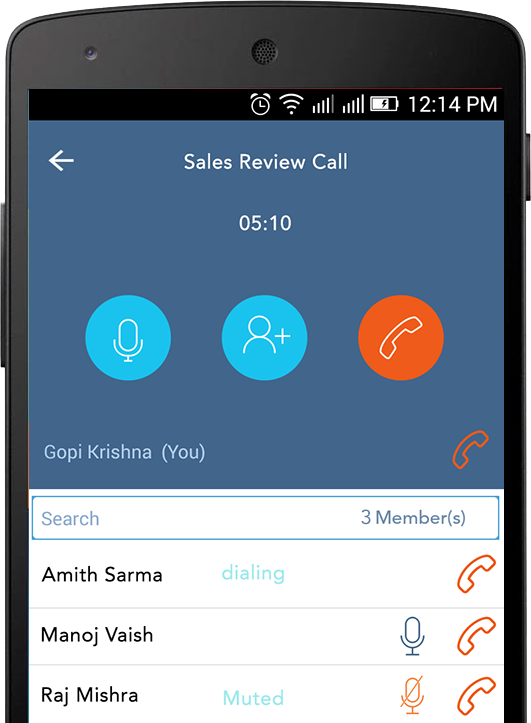 12:14 PM
Sales Review Call
05:10
Gopi Krishna (You)
Search 3 Member(s)
Amith Sarma dialing
Manoj Vaish
Raj Mishra Muted